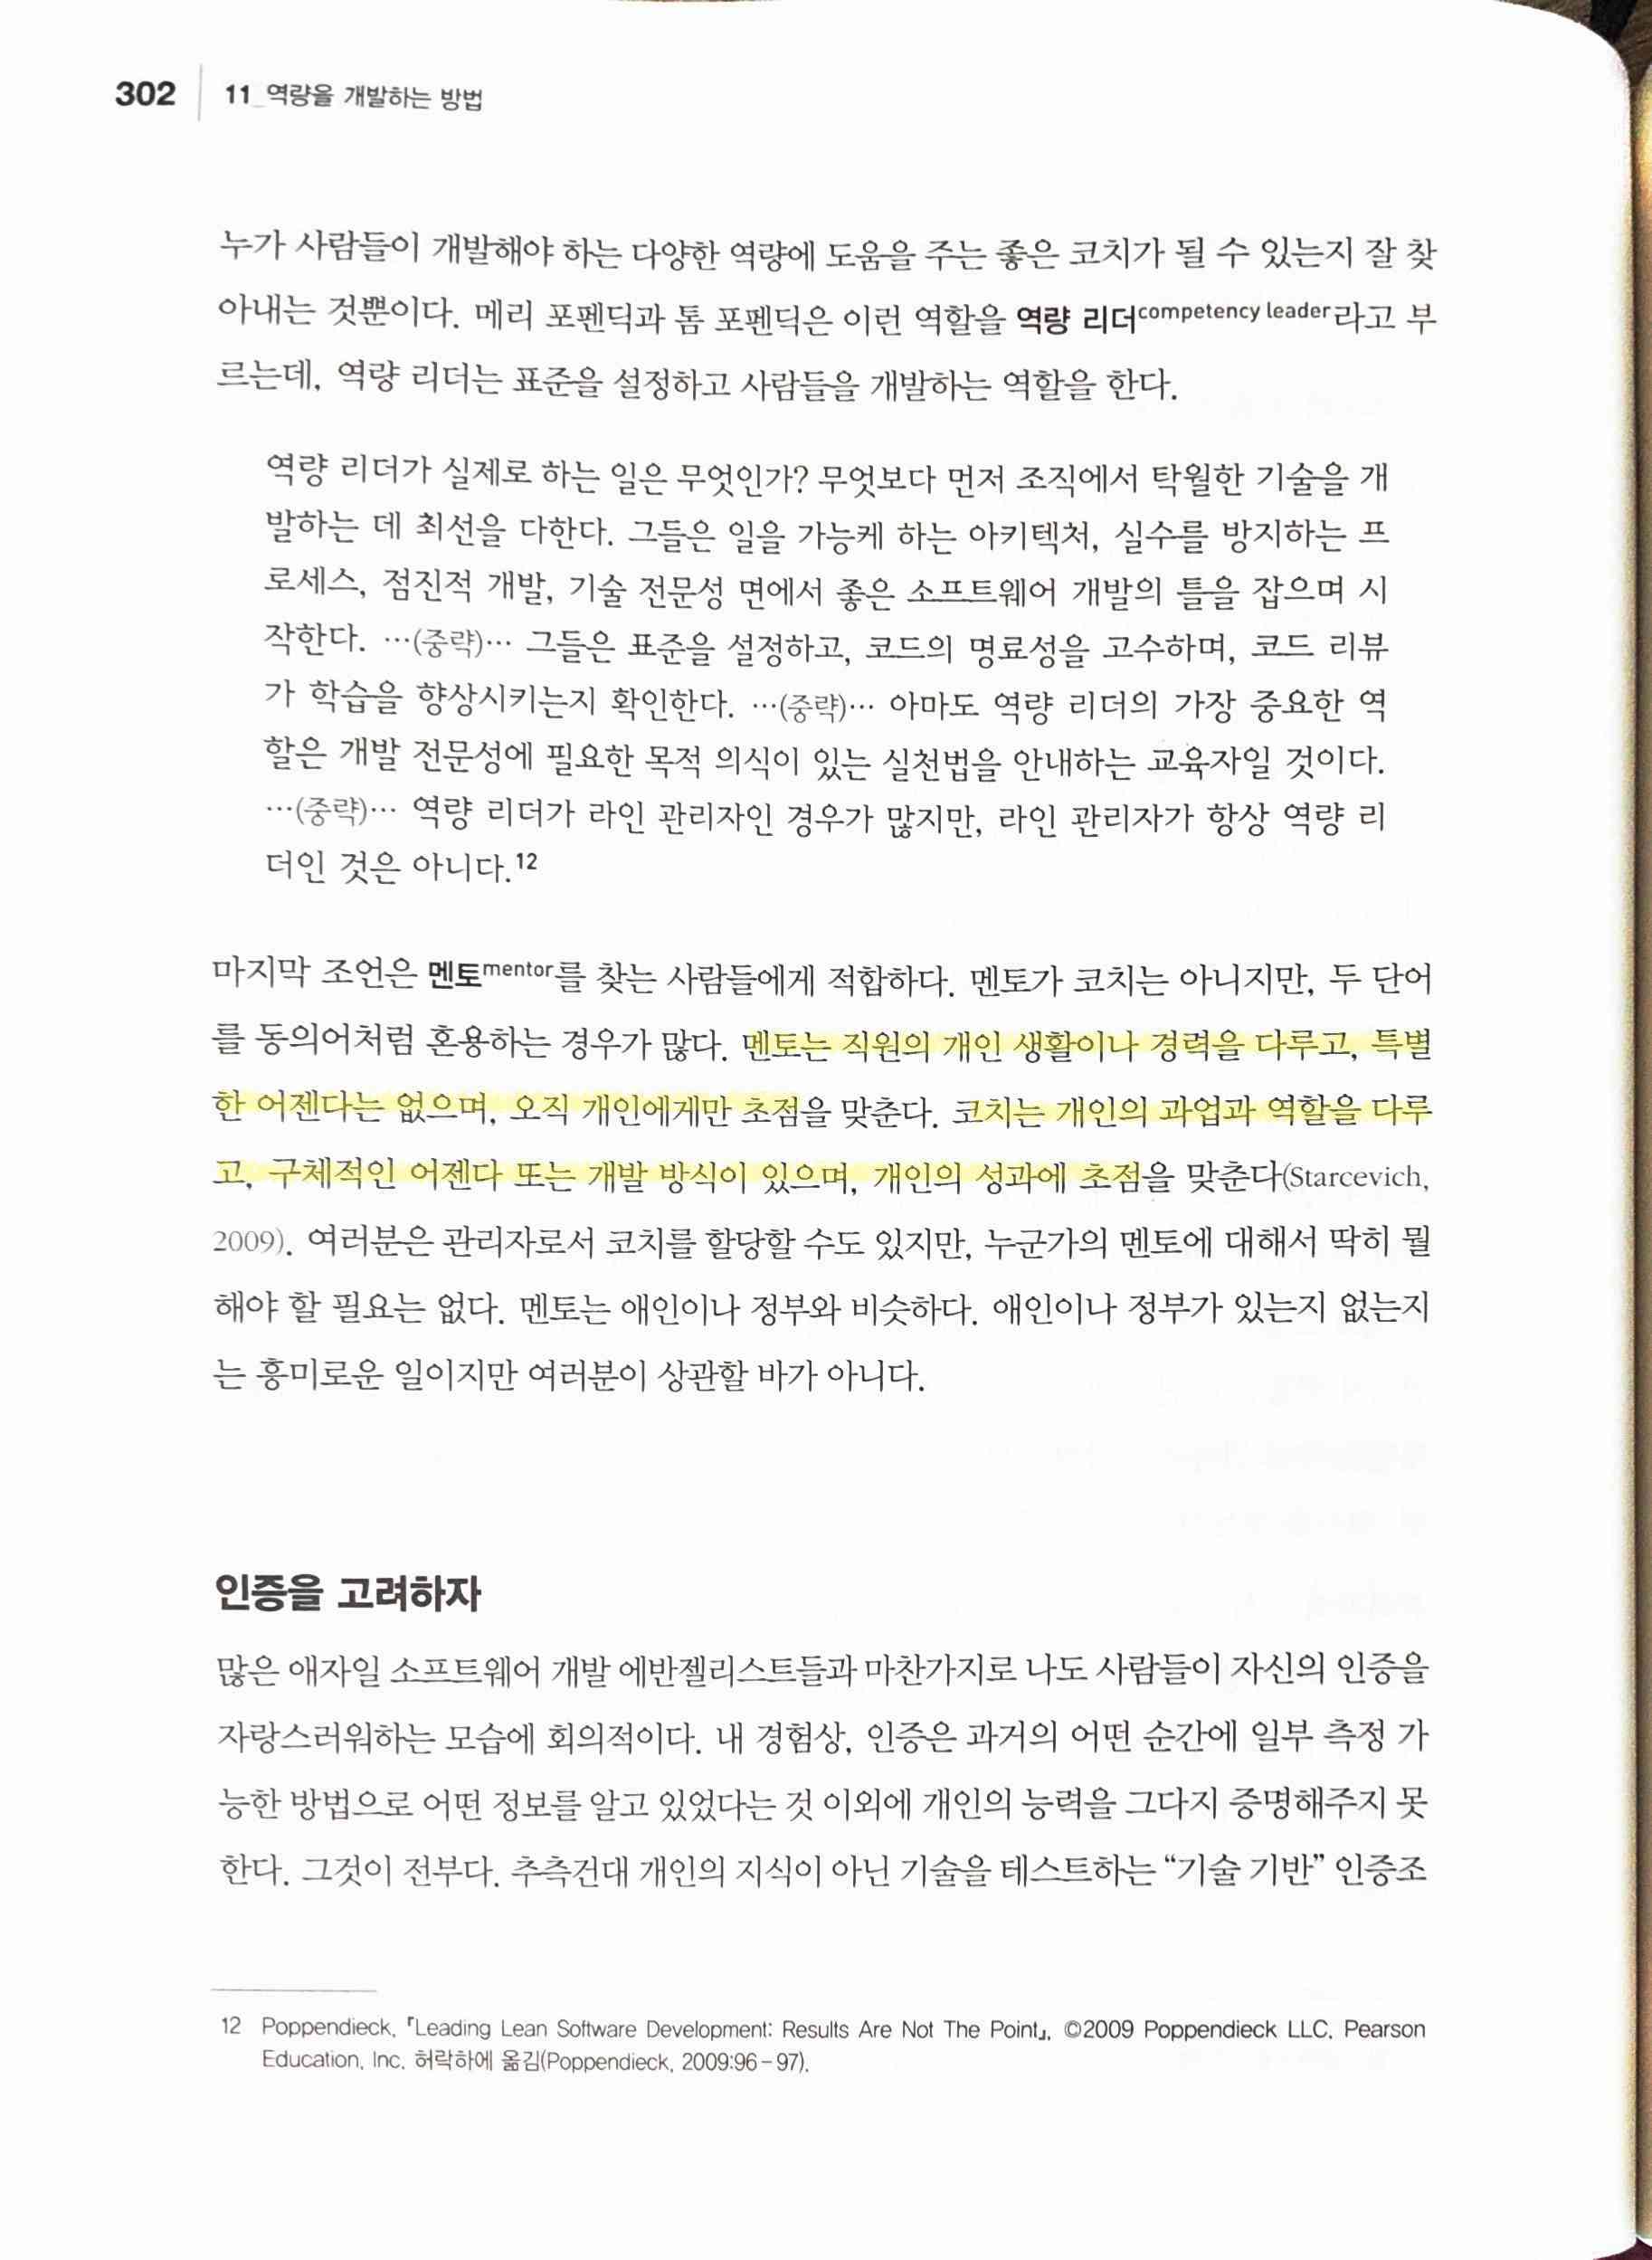 302 11_역량을 개발하는 방법
누가 사람들이 개발해야 하는 다양한 역량에 도움을 주는 좋은 코치가 될 수 있는지 잘 찾
아내는 것뿐이다. 메리 포펜딕과 톰 포펜딕은 이런 역할을 역량 리더competency leader라고 부
르는데, 역량 리더는 표준을 설정하고 사람들을 개발하는 역할을 한다.
역량 리더가 실제로 하는 일은 무엇인가? 무엇보다 먼저 조직에서 탁월한 기술을 개
발하는 데 최선을 다한다. 그들은 일을 가능케 하는 아키텍처, 실수를 방지하는 프
로세스, 점진적 개발, 기술 전문성 면에서 좋은 소프트웨어 개발의 틀을 잡으며 시
작한다. …(중략)… 그들은 표준을 설정하고, 코드의 명료성을 고수하며, 코드 리뷰
가 학습을 향상시키는지 확인한다. …(중략)… 아마도 역량 리더의 가장 중요한 역
할은 개발 전문성에 필요한 목적 의식이 있는 실천법을 안내하는 교육자일 것이다.
…(중략)… 역량 리더가 라인 관리자인 경우가 많지만, 라인 관리자가 항상 역량 리
더인 것은 아니다.12
마지막 조언은 멘토mentor를 찾는 사람들에게 적합하다. 멘토가 코치는 아니지만, 두 단어
를 동의어처럼 혼용하는 경우가 많다. 멘토는 직원의 개인 생활이나 경력을 다루고, 특별
한 어젠다는 없으며, 오직 개인에게만 초점을 맞춘다. 코치는 개인의 과업과 역할을 다루
고, 구체적인 어젠다 또는 개발 방식이 있으며, 개인의 성과에 초점을 맞춘다(Starcevich,
2009). 여러분은 관리자로서 코치를 할당할 수도 있지만, 누군가의 멘토에 대해서 딱히 뭘
해야 할 필요는 없다. 멘토는 애인이나 정부와 비슷하다. 애인이나 정부가 있는지 없는지
는 흥미로운 일이지만 여러분이 상관할 바가 아니다.
인증을 고려하자
많은 애자일 소프트웨어 개발 에반젤리스트들과 마찬가지로 나도 사람들이 자신의 인증을
자랑스러워하는 모습에 회의적이다. 내 경험상, 인증은 과거의 어떤 순간에 일부 측정 가
능한 방법으로 어떤 정보를 알고 있었다는 것 이외에 개인의 능력을 그다지 증명해주지 못
한다. 그것이 전부다. 추측건대 개인의 지식이 아닌 기술을 테스트하는 “기술 기반” 인증조
12 Poppendieck, 『Leading Lean Software Development: Results Are Not The Point』, ©2009 Poppendieck LLC, Pearson
Education, Inc. 허락하에 옮김(Poppendieck, 2009:96–97).